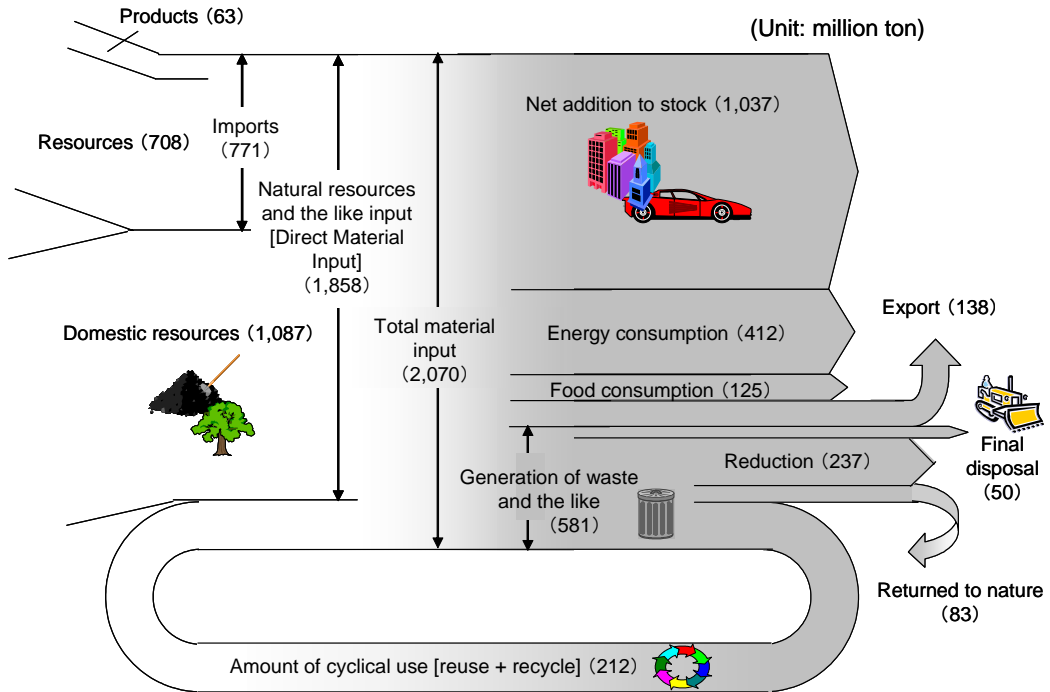 Products (63)
(Unit: million ton)
Net addition to stock (1,037)
Resources (708)
Imports
(771)
Natural resources
and the like input
[Direct Material
Input]
(1,858)
Domestic resources (1,087)
Total material
input
(2,070)
Energy consumption (412)
Export (138)
Food consumption (125)
Final
disposal
(50)
Reduction (237)
Generation of waste
and the like
(581)
Returned to nature
(83)
Amount of cyclical use [reuse + recycle] (212)